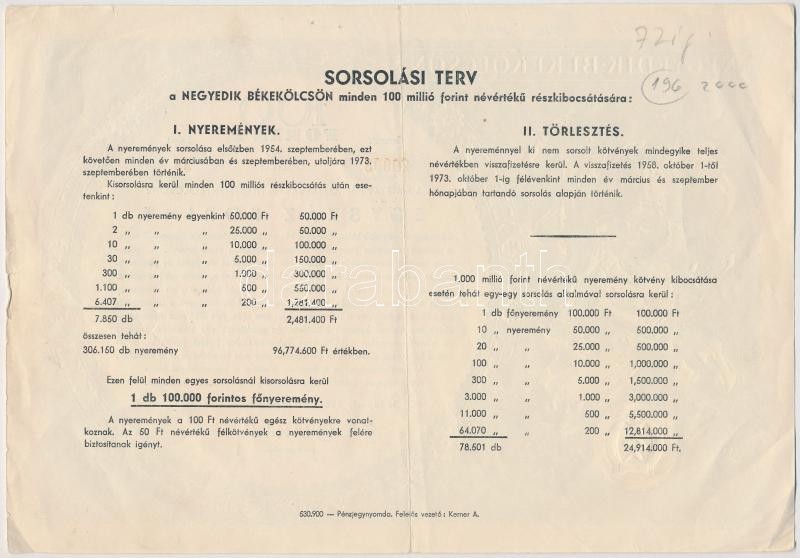 SORSOLÁSI TERV
a NEGYEDIK BÉKEKÖLCSÖN minden 100 millió forint névértékű részkibocsátására:
196 2000
I. NYEREMÉNYEK.
A nyeremények sorsolása elsőízben 1954. szeptemberében, ezt
követően minden év márciusában és szeptemberében, utoljára 1973.
szeptemberében történik.
Kisorsolásra kerül minden 100 milliós részkibocsátás után ese-
tenkint:
1 db nyeremény egyenkint 50.000 Ft 50.000 Ft
2 „ „ „ 25.000 „ 50.000 „
10 „ „ „ 10.000 „ 100.000 „
30 „ „ „ 5.000 „ 150.000 „
300 „ „ „ 1.000 „ 300.000 „
1.100 „ „ „ 500 „ 550.000 „
6.407 „ „ „ 200 „ 1,281.400 „
7.850 db 2,481.400 Ft
összesen tehát:
306.150 db nyeremény 96,774.600 Ft értékben.
Ezen felül minden egyes sorsolásnál kisorsolásra kerül
1 db 100.000 forintos főnyeremény.
A nyeremények a 100 Ft névértékű egész kötvényekre vonat-
koznak. Az 50 Ft névértékű félkötvények a nyeremények felére
biztosítanak igényt.
II. TÖRLESZTÉS.
A nyereménnyel ki nem sorsolt kötvények mindegyike teljes
névértékben visszafizetésre kerül. A visszafizetés 1958. október 1-től
1973. október 1-ig félévenkint minden év március és szeptember
hónapjában tartandó sorsolás alapján történik.
1.000 millió forint névértékű nyeremény kötvény kibocsátása
esetén tehát egy-egy sorsolás alkalmával sorsolásra kerül:
1 db főnyeremény 100.000 Ft 100.000 Ft
10 „ nyeremény 50.000 „ 500.000 „
20 „ „ 25.000 „ 500.000 „
100 „ „ 10.000 „ 1,000.000 „
300 „ „ 5.000 „ 1,500.000 „
3.000 „ „ 1.000 „ 3,000.000 „
11.000 „ „ 500 „ 5,500.000 „
64.070 „ „ 200 „ 12,814.000 „
78.501 db 24,914.000 Ft.
darabanth
530.900 — Pénzjegynyomda. Felelős vezető: Kerner A.